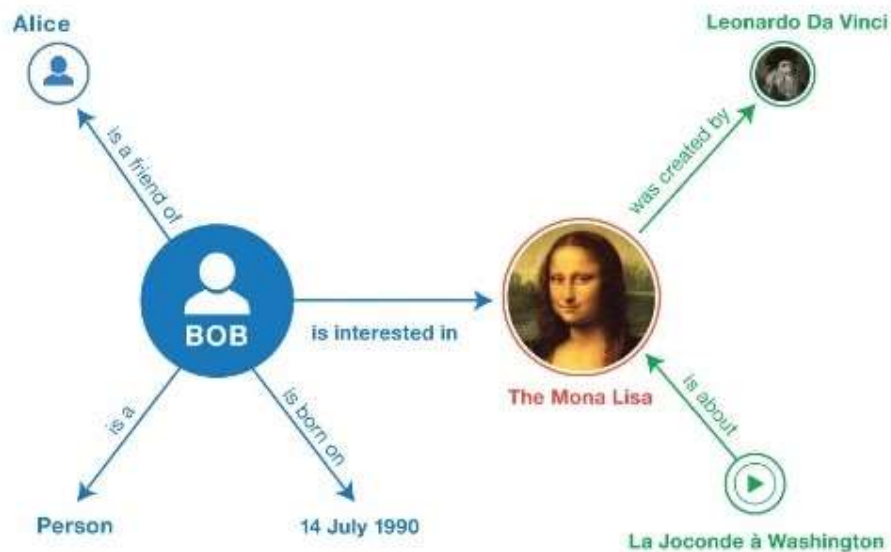 Alice
Leonardo Da Vinci
is a friend of
was created by
BOB
is interested in
The Mona Lisa
is a
is born on
is about
Person
14 July 1990
La Joconde à Washington